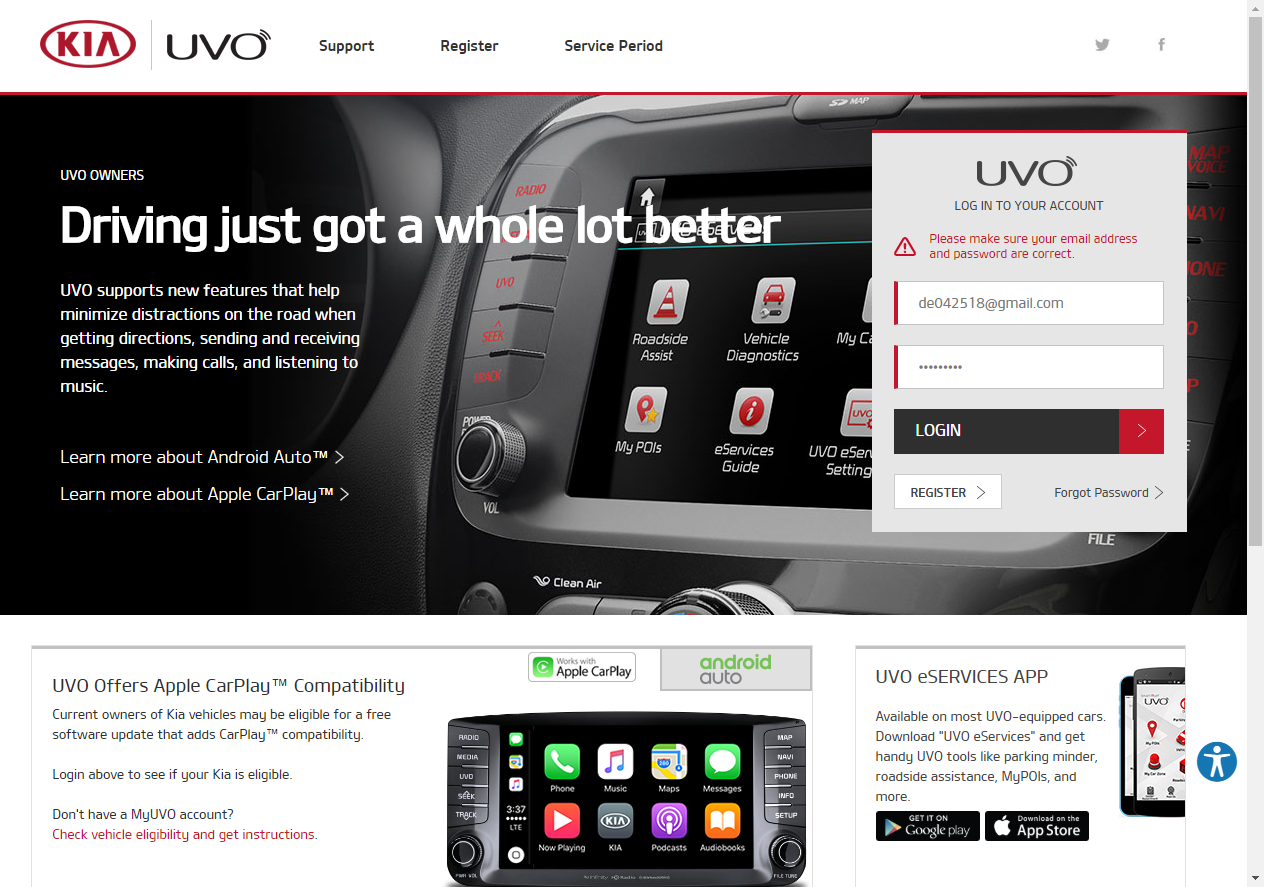 KIA
UVO
Support
Register
Service Period
SD MAP
UVO OWNERS
Driving just got a whole lot better
UVO supports new features that help
minimize distractions on the road when
getting directions, sending and receiving
messages, making calls, and listening to
music.
Learn more about Android Auto™
Learn more about Apple CarPlay™
RADIO
UVO
SEEK
TRACK
VOL
Roadside
Assist
Vehicle
Diagnostics
My POIs
eServices
Guide
Clean Air
FILE
UVO
LOG IN TO YOUR ACCOUNT
Please make sure your email address
and password are correct.
de042518@gmail.com
•••••••••
LOGIN
REGISTER
Forgot Password
MAP
VOICE
UVO Offers Apple CarPlay™ Compatibility
Current owners of Kia vehicles may be eligible for a free
software update that adds CarPlay™ compatibility.
Login above to see if your Kia is eligible.
Don't have a MyUVO account?
Check vehicle eligibility and get instructions.
Works with
Apple CarPlay
android
auto
RADIO
MEDIA
UVO
SEEK
TRACK
3:37
LTE
Phone
Music
Maps
Messages
Now Playing
KIA
Podcasts
Audiobooks
MAP
NAVI
PHONE
INFO
SETUP
PWR VOL
FILE TUNE
UVO eSERVICES APP
Available on most UVO-equipped cars.
Download "UVO eServices" and get
handy UVO tools like parking minder,
roadside assistance, MyPOIs, and
more.
GET IT ON
Google play
Download on the
App Store
UVO